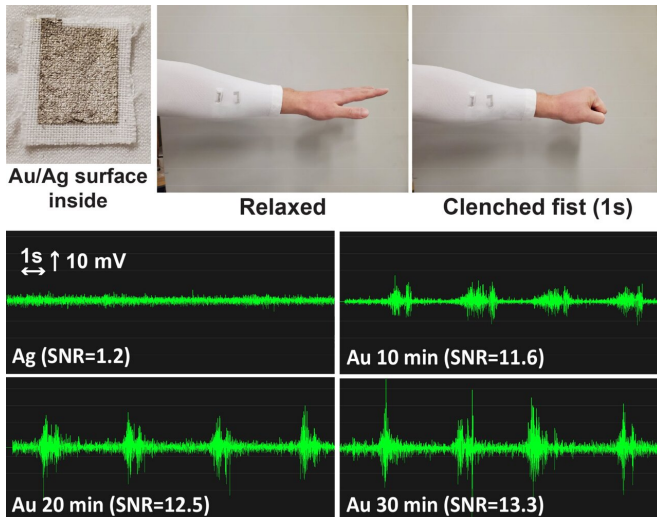 Au/Ag surface
inside
Relaxed
Clenched fist (1s)
1s ↑ 10 mV
Ag (SNR=1.2)
Au 10 min (SNR=11.6)
Au 20 min (SNR=12.5)
Au 30 min (SNR=13.3)